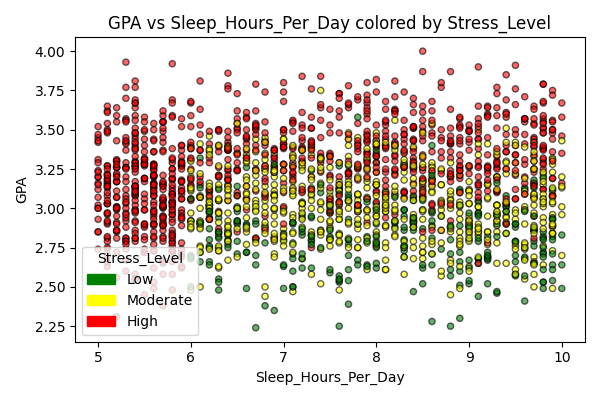 GPA vs Sleep_Hours_Per_Day colored by Stress_Level
4.00
3.75
3.50
3.25
3.00
2.75
2.50
2.25
GPA
Stress_Level
Low
Moderate
High
5 6 7 8 9 10
Sleep_Hours_Per_Day